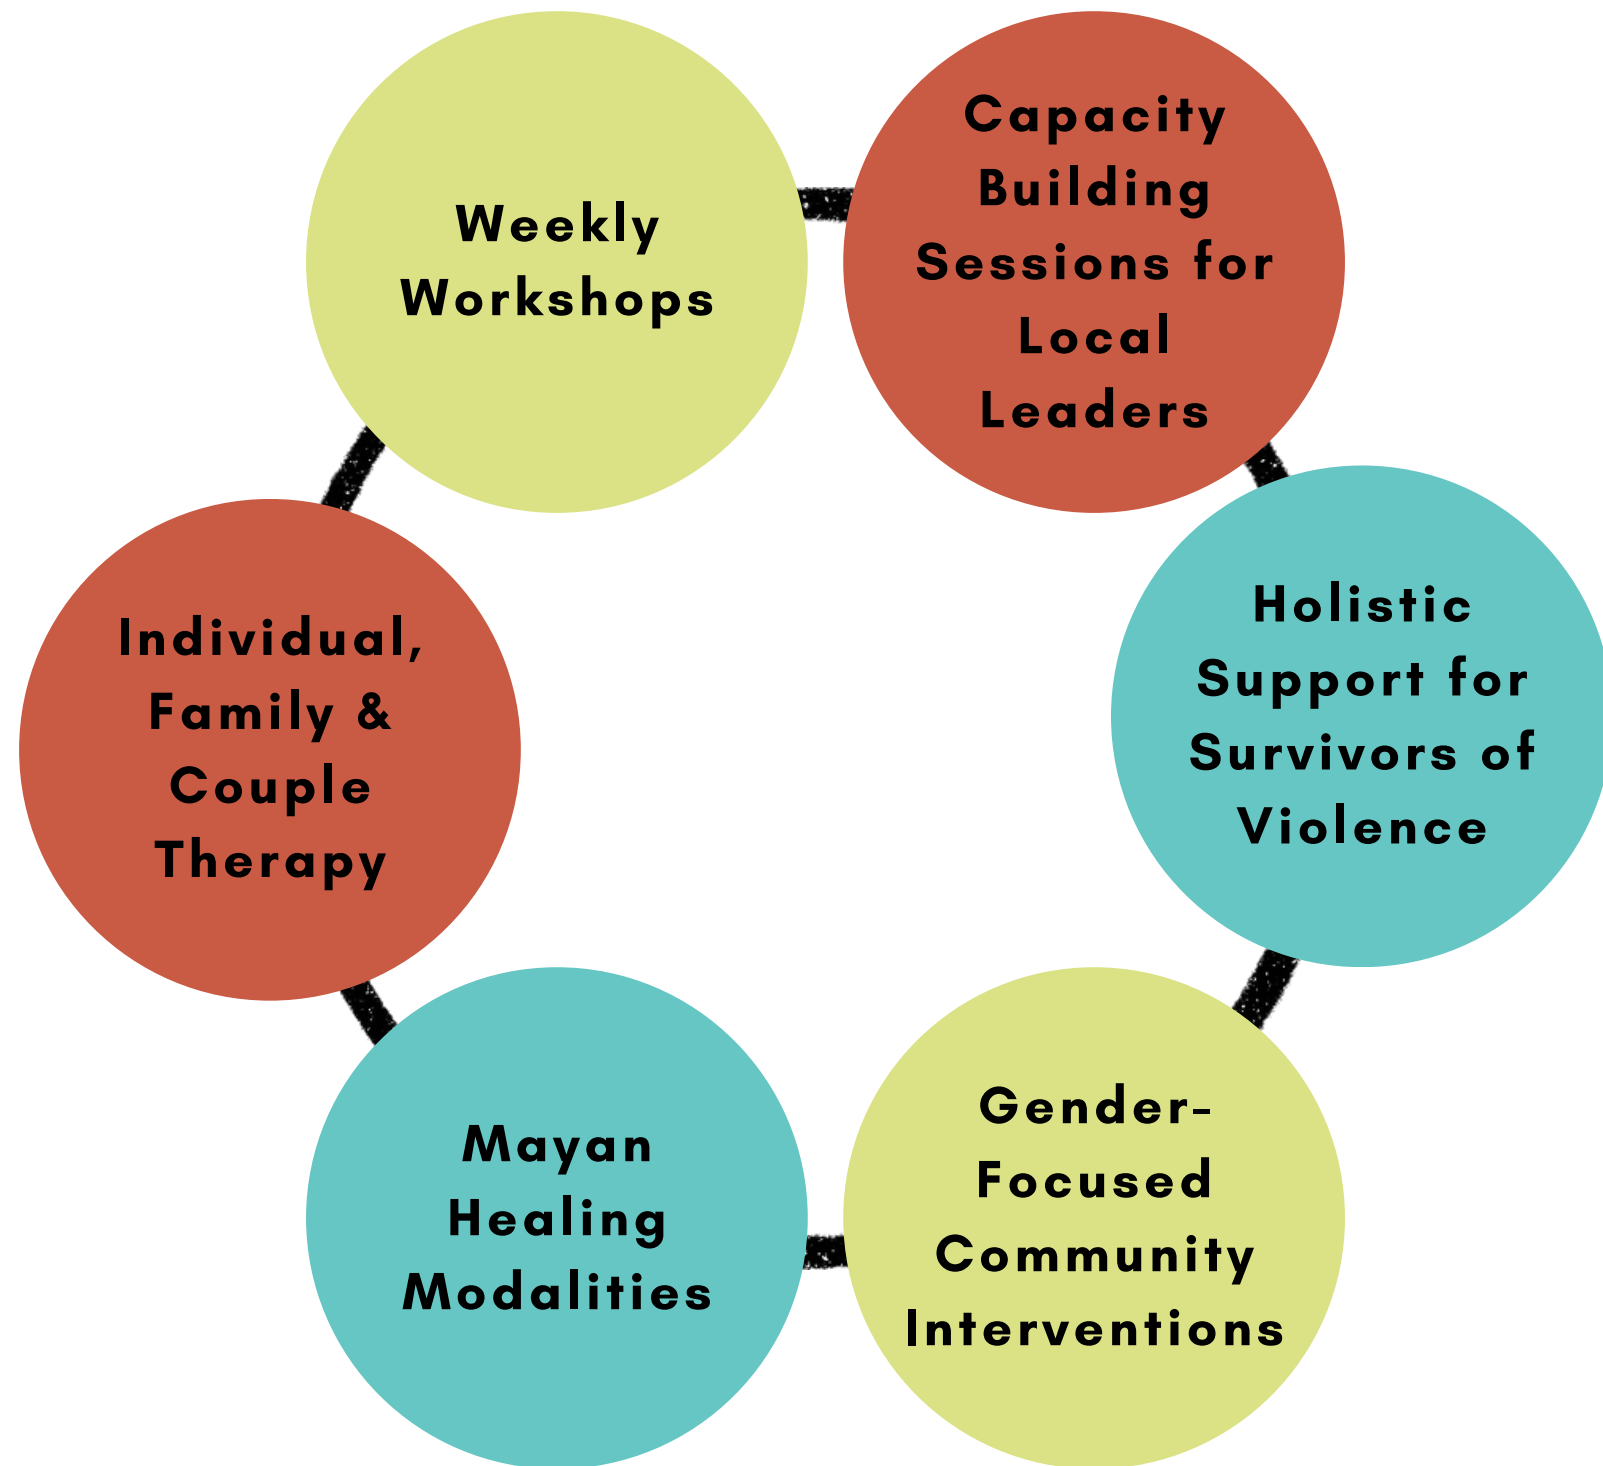 Weekly
Workshops
Capacity
Building
Sessions for
Local
Leaders
Holistic
Support for
Survivors of
Violence
Gender-
Focused
Community
Interventions
Mayan
Healing
Modalities
Individual,
Family &
Couple
Therapy